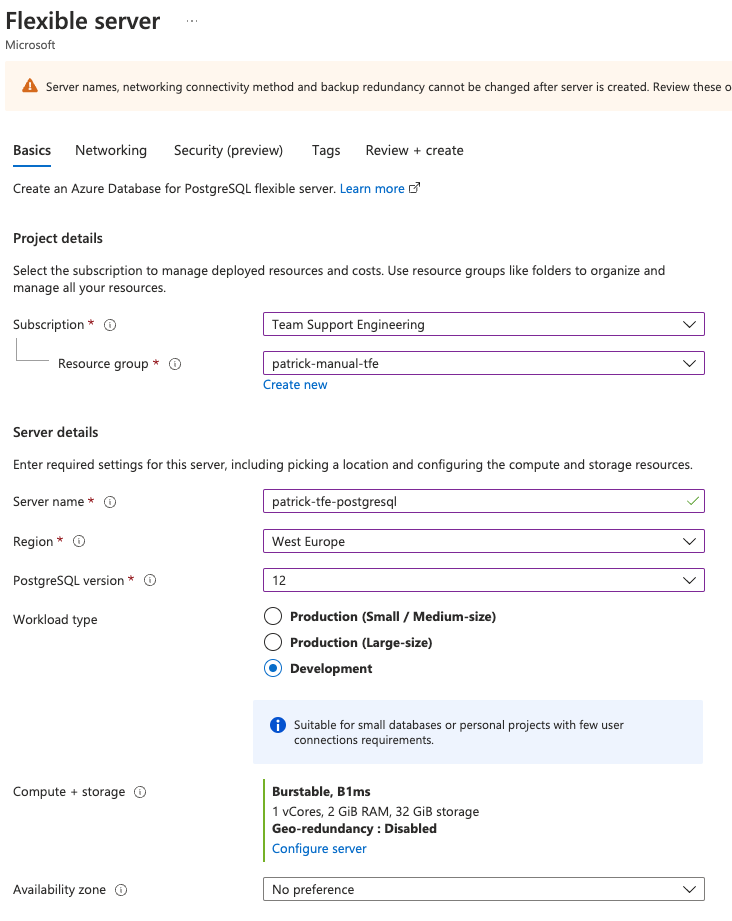 Flexible server ...
Microsoft
Server names, networking connectivity method and backup redundancy cannot be changed after server is created. Review these o
Basics Networking Security (preview) Tags Review + create
Create an Azure Database for PostgreSQL flexible server. Learn more
Project details
Select the subscription to manage deployed resources and costs. Use resource groups like folders to organize and
manage all your resources.
Subscription * Team Support Engineering
Resource group * patrick-manual-tfe
Create new
Server details
Enter required settings for this server, including picking a location and configuring the compute and storage resources.
Server name * patrick-tfe-postgresql
Region * West Europe
PostgreSQL version * 12
Workload type Production (Small / Medium-size)
Production (Large-size)
Development
Suitable for small databases or personal projects with few user
connections requirements.
Compute + storage Burstable, B1ms
1 vCores, 2 GiB RAM, 32 GiB storage
Geo-redundancy : Disabled
Configure server
Availability zone No preference